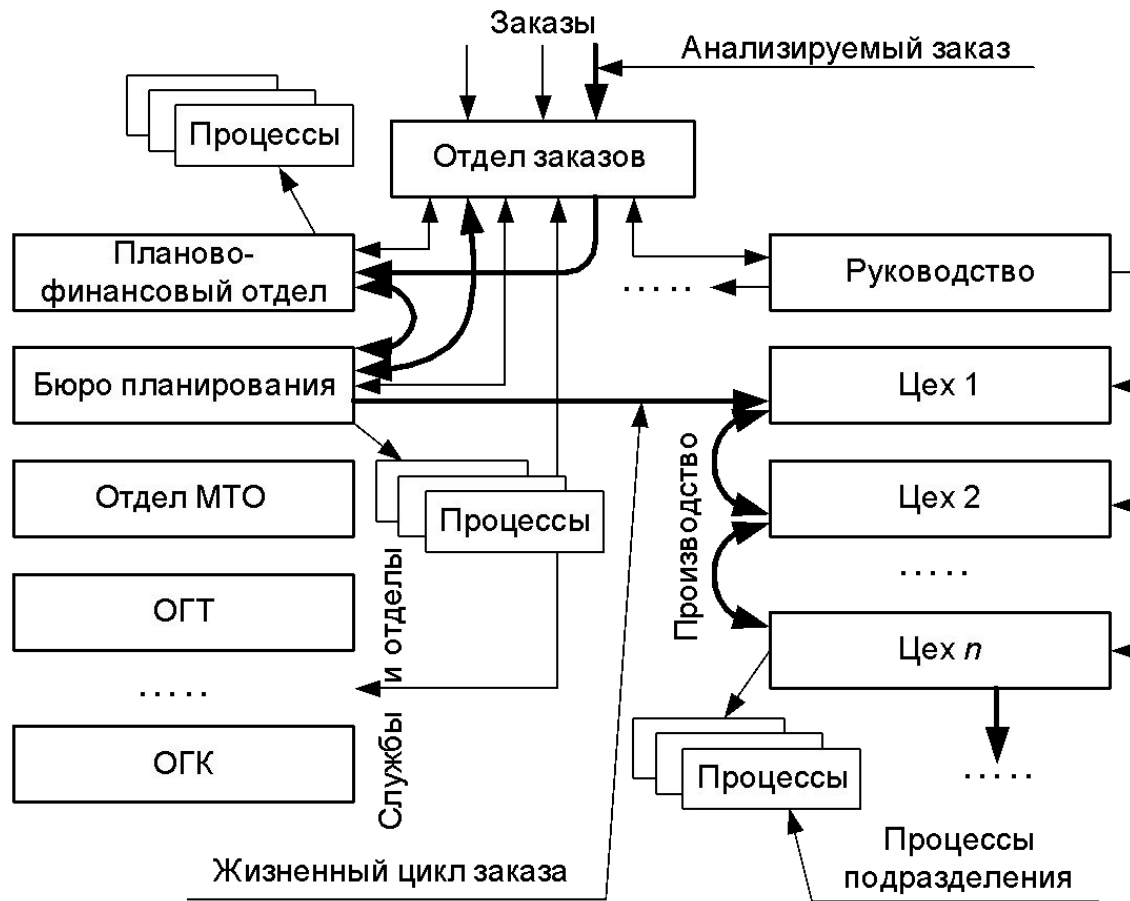 Заказы
Анализируемый заказ
Процессы
Отдел заказов
Планово-
финансовый отдел
.....
Руководство
Бюро планирования
Цех 1
Производство
Отдел МТО
Процессы
Цех 2
.....
ОГТ
Службы и отделы
Цех n
.....
ОГК
Процессы
.....
Жизненный цикл заказа
Процессы
подразделения